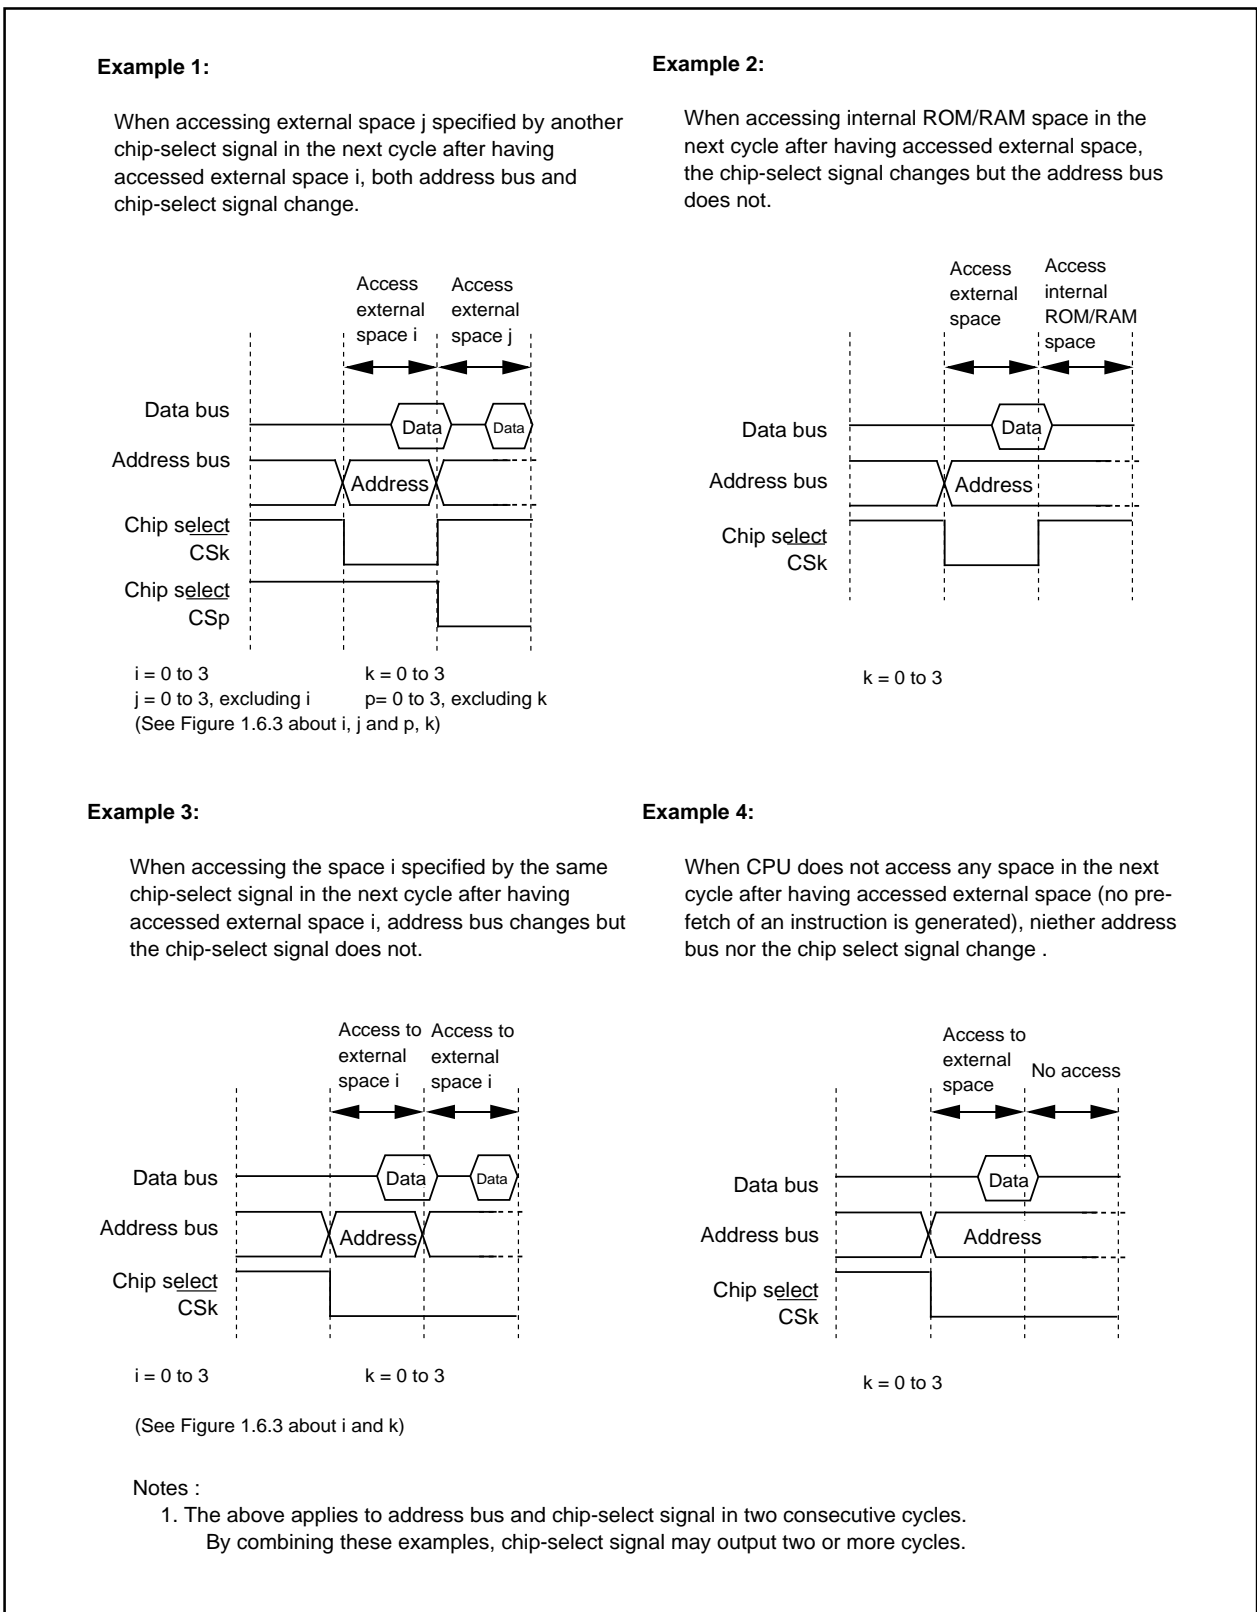 Example 1:
When accessing external space j specified by another
chip-select signal in the next cycle after having
accessed external space i, both address bus and
chip-select signal change.
Access
external
space i
Access
external
space j
Data bus
Data
Data
Address bus
Address
Chip select
CSk
Chip select
CSp
i = 0 to 3
k = 0 to 3
j = 0 to 3, excluding i
p= 0 to 3, excluding k
(See Figure 1.6.3 about i, j and p, k)
Example 2:
When accessing internal ROM/RAM space in the
next cycle after having accessed external space,
the chip-select signal changes but the address bus
does not.
Access
external
space
Access
internal
ROM/RAM
space
Data bus
Data
Address bus
Address
Chip select
CSk
k = 0 to 3
Example 3:
When accessing the space i specified by the same
chip-select signal in the next cycle after having
accessed external space i, address bus changes but
the chip-select signal does not.
Access to
external
space i
Access to
external
space i
Data bus
Data
Data
Address bus
Address
Chip select
CSk
i = 0 to 3
k = 0 to 3
(See Figure 1.6.3 about i and k)
Example 4:
When CPU does not access any space in the next
cycle after having accessed external space (no pre-
fetch of an instruction is generated), niether address
bus nor the chip select signal change .
Access to
external
space
No access
Data bus
Data
Address bus
Address
Chip select
CSk
k = 0 to 3
Notes :
1. The above applies to address bus and chip-select signal in two consecutive cycles.
By combining these examples, chip-select signal may output two or more cycles.